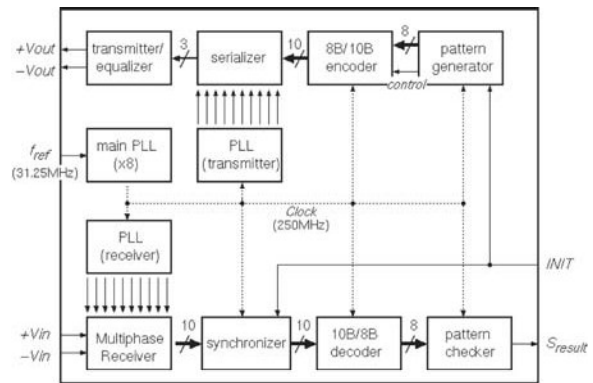 +Vout
−Vout
transmitter/
equalizer
3
serializer
10
8B/10B
encoder
8
control
pattern
generator
fref
(31.25MHz)
main PLL
(x8)
PLL
(transmitter)
Clock
(250MHz)
PLL
(receiver)
INIT
+Vin
−Vin
Multiphase
Receiver
10
synchronizer
10
10B/8B
decoder
8
pattern
checker
Sresult